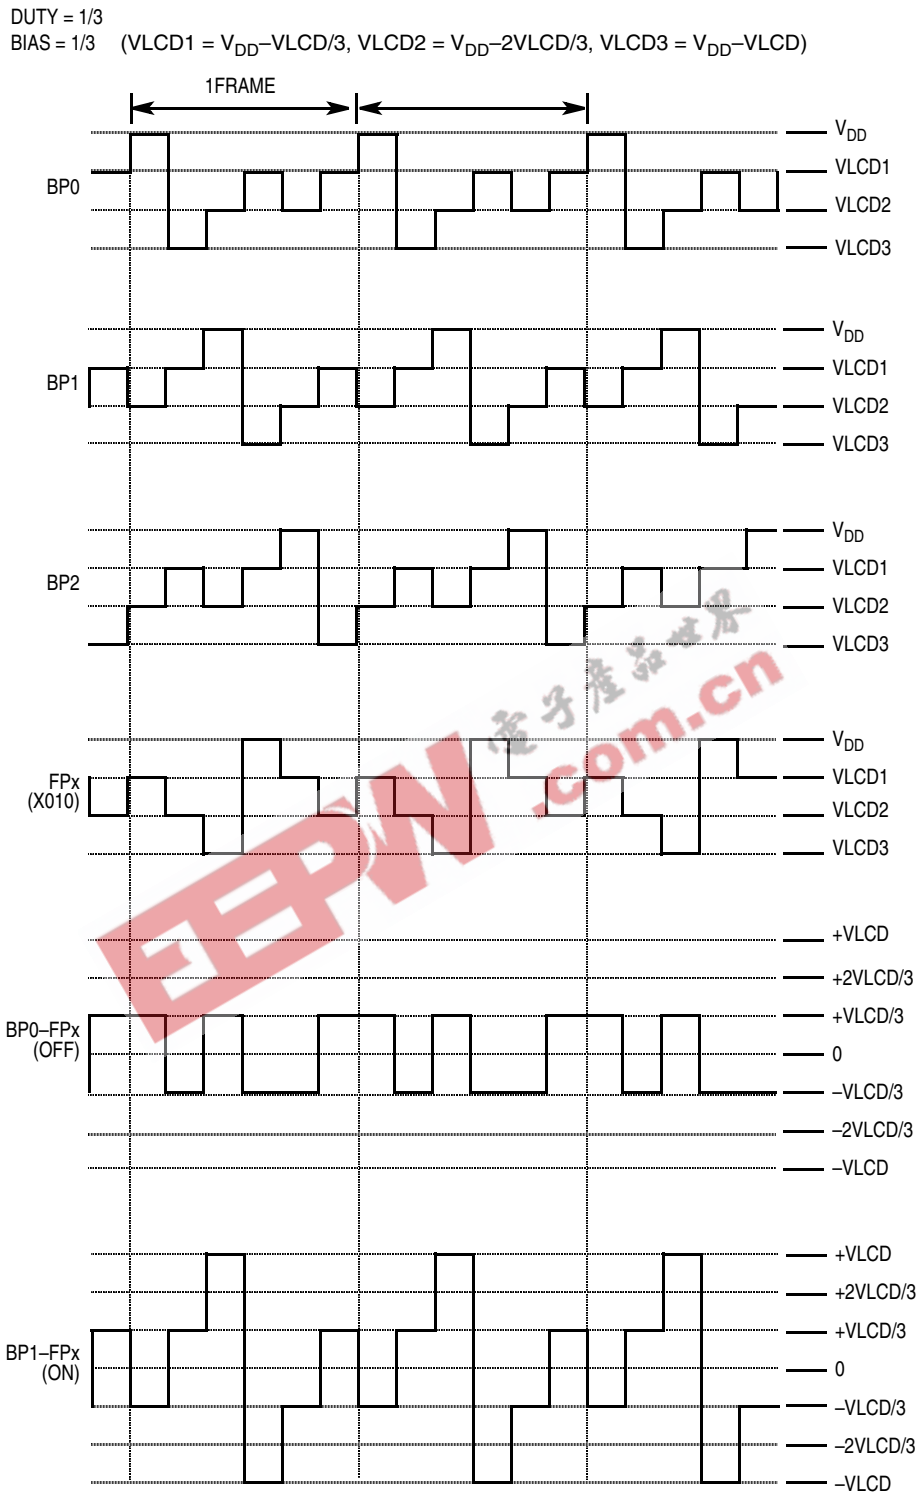 DUTY = 1/3
BIAS = 1/3 (VLCD1 = VDD–VLCD/3, VLCD2 = VDD–2VLCD/3, VLCD3 = VDD–VLCD)
1FRAME
BP0
VDD
VLCD1
VLCD2
VLCD3
BP1
VDD
VLCD1
VLCD2
VLCD3
BP2
VDD
VLCD1
VLCD2
VLCD3
FPx
(X010)
VDD
VLCD1
VLCD2
VLCD3
EEPW
.com.cn
電子產品世界
BP0–FPx
(OFF)
+VLCD
+2VLCD/3
+VLCD/3
0
–VLCD/3
–2VLCD/3
–VLCD
BP1–FPx
(ON)
+VLCD
+2VLCD/3
+VLCD/3
0
–VLCD/3
–2VLCD/3
–VLCD